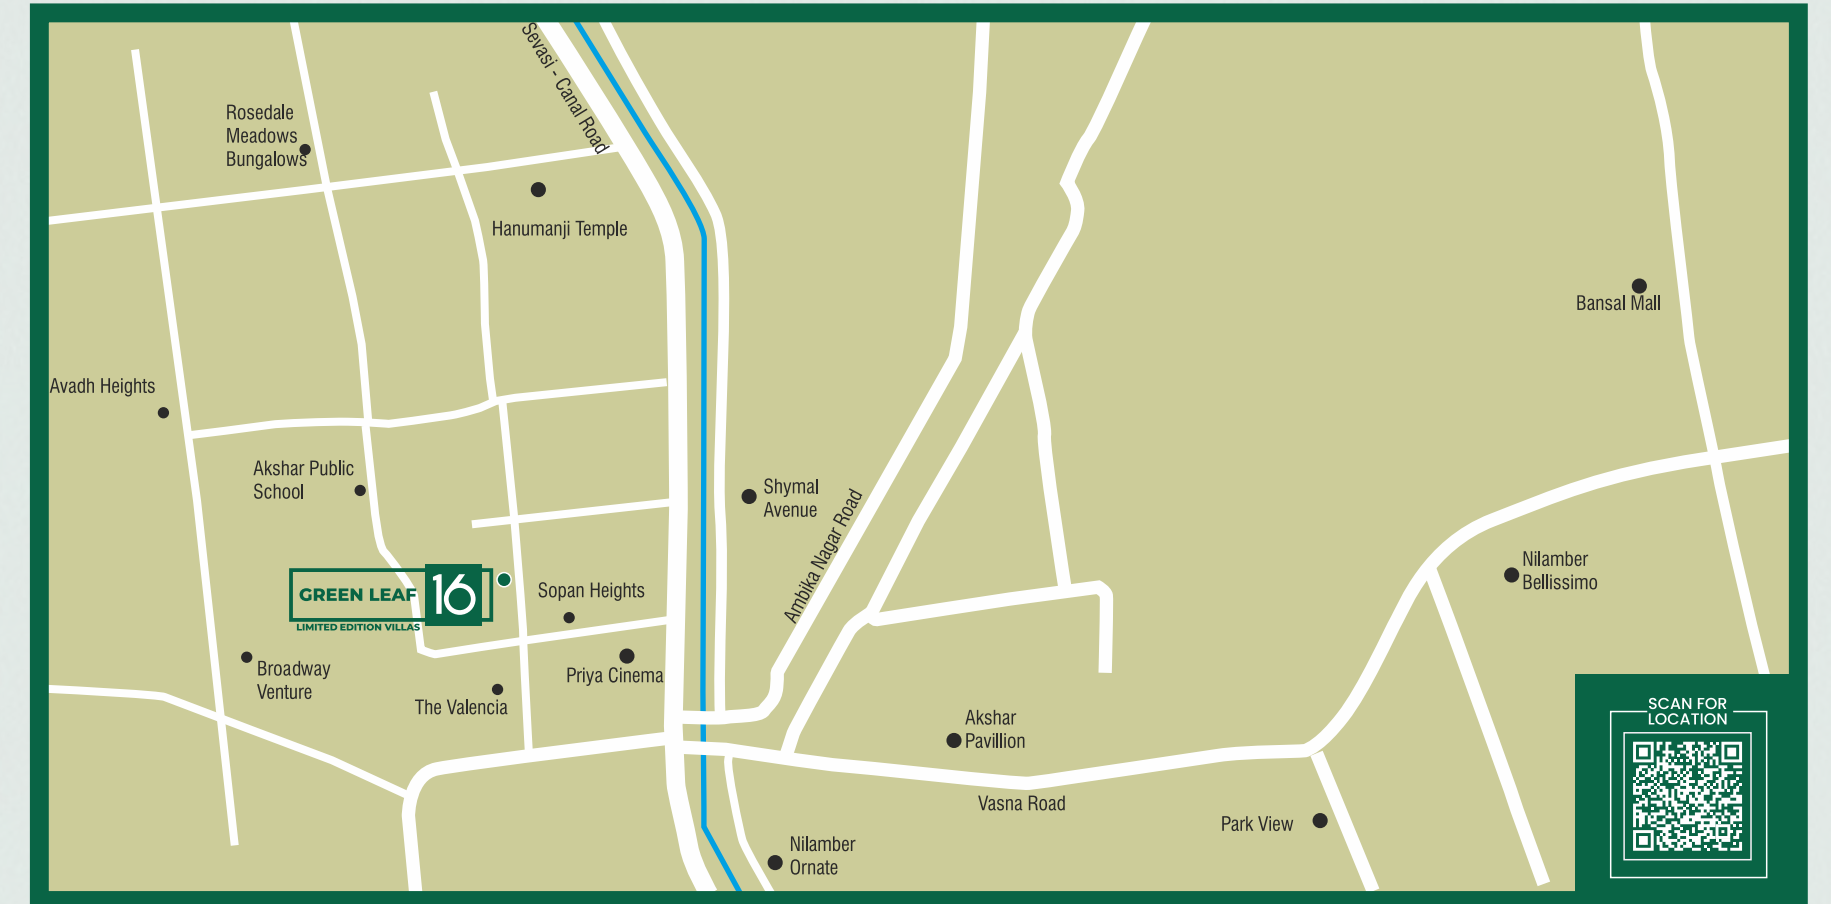 Sevasi - Canal Road
Rosedale
Meadows
Bungalows
Hanumanji Temple
Bansal Mall
Avadh Heights
Akshar Public
School
Shymal
Avenue
Ambika Nagar Road
Nilamber
Bellissimo
GREEN LEAF 16
LIMITED EDITION VILLAS
Sopan Heights
Broadway
Venture
Priya Cinema
The Valencia
Akshar
Pavillion
Vasna Road
Park View
Nilamber
Ornate
SCAN FOR
LOCATION